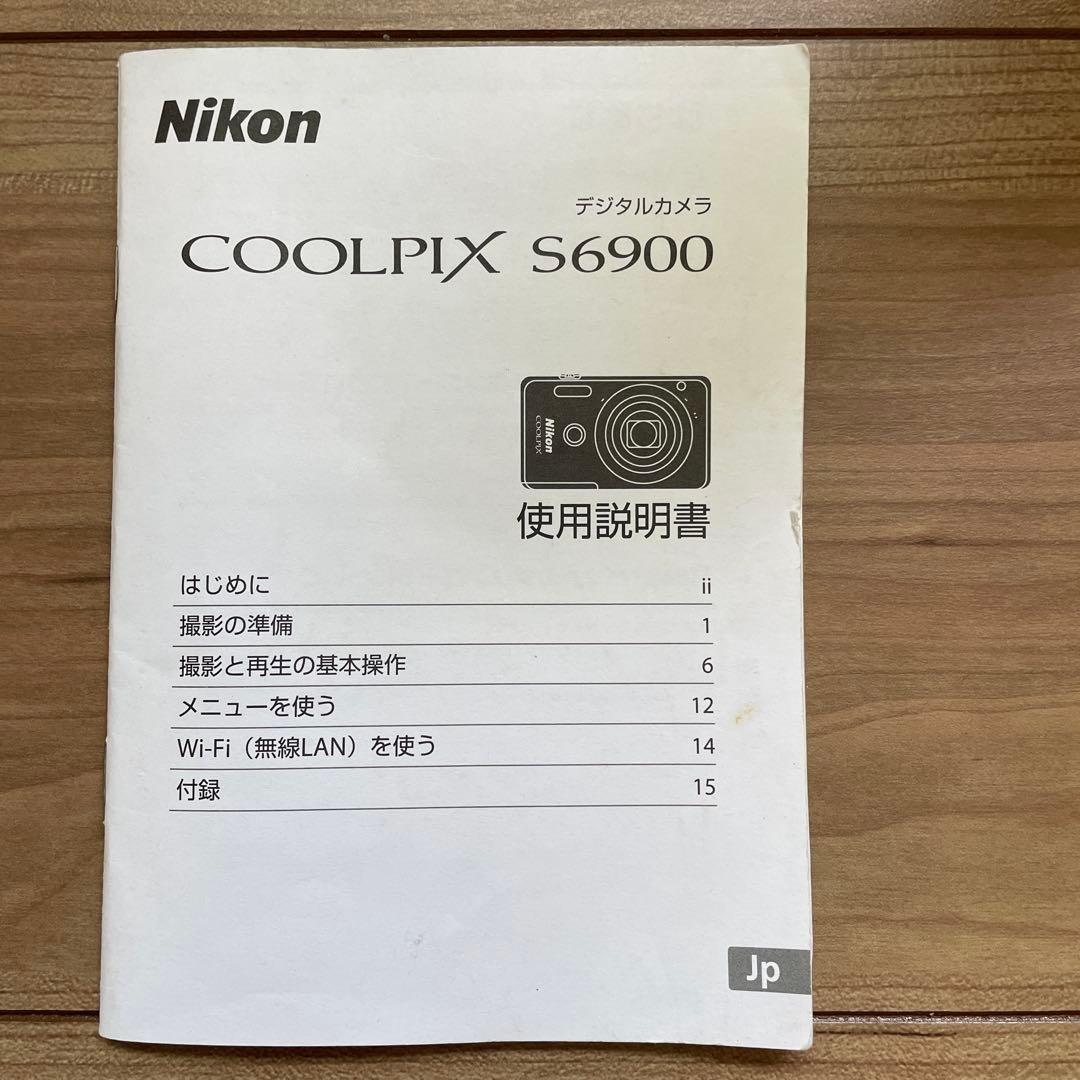 Nikon
デジタルカメラ
COOLPIX S6900
Nikon
COOLPIX
使用説明書
はじめに ii
撮影の準備 1
撮影と再生の基本操作 6
メニューを使う 12
Wi-Fi（無線LAN）を使う 14
付録 15
Jp